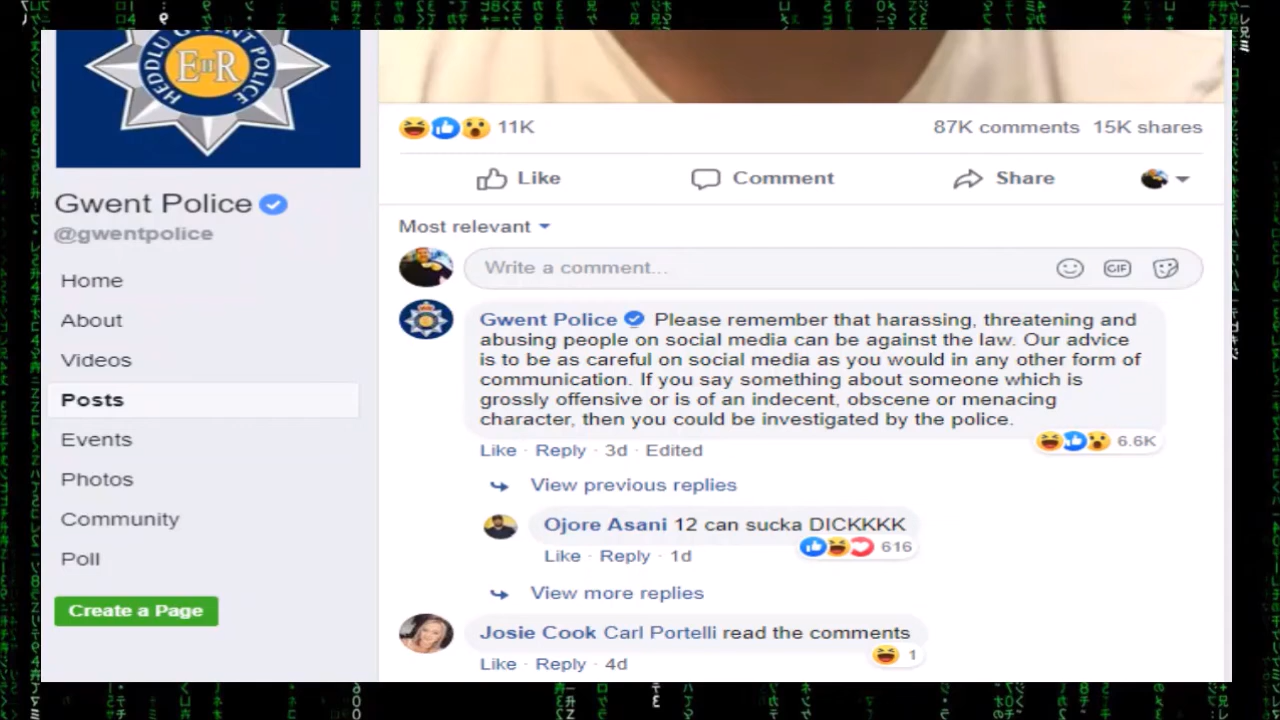 HEDDLU GWENT POLICE
E II R
11K
87K comments 15K shares
Like
Comment
Share
Gwent Police
@gwentpolice
Home
About
Videos
Posts
Events
Photos
Community
Poll
Create a Page
Most relevant
Write a comment...
GIF
Gwent Police Please remember that harassing, threatening and
abusing people on social media can be against the law. Our advice
is to be as careful on social media as you would in any other form of
communication. If you say something about someone which is
grossly offensive or is of an indecent, obscene or menacing
character, then you could be investigated by the police.
6.6K
Like · Reply · 3d · Edited
View previous replies
Ojore Asani 12 can sucka DICKKKK
616
Like · Reply · 1d
View more replies
Josie Cook Carl Portelli read the comments
1
Like · Reply · 4d